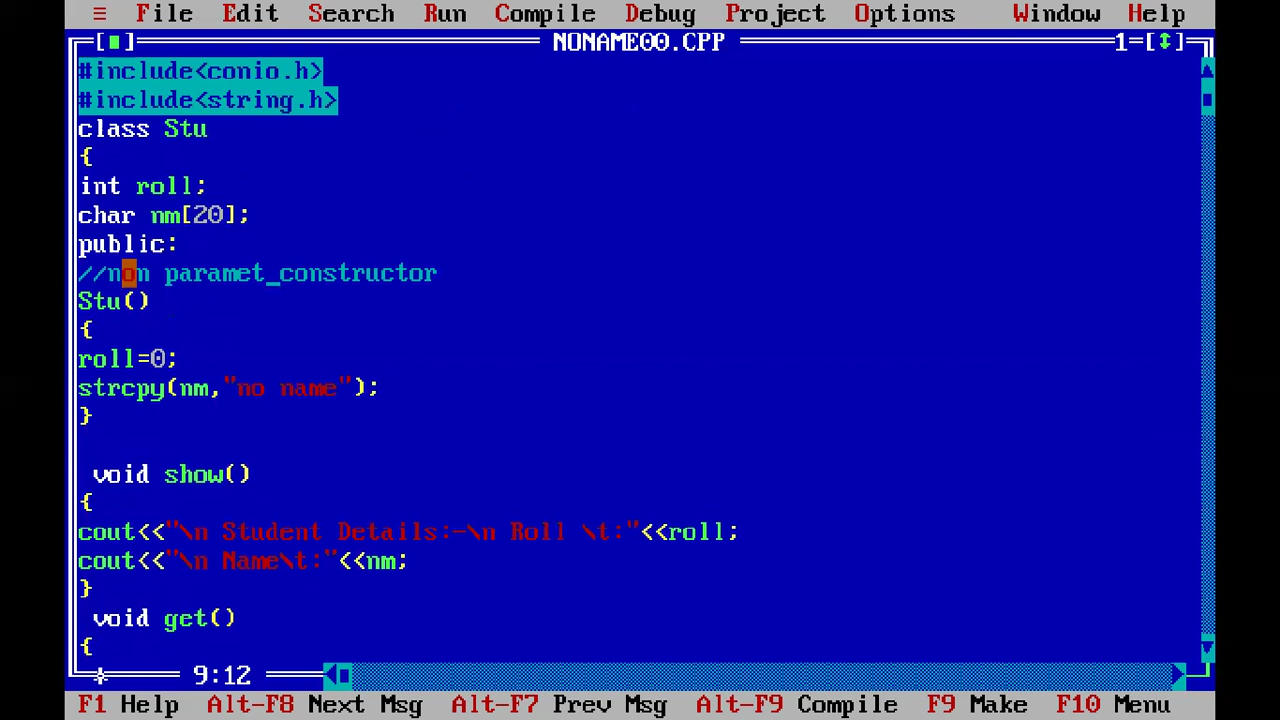 ≡ File Edit Search Run Compile Debug Project Options Window Help
[■] NONAME00.CPP 1=[↕]
#include<conio.h>
#include<string.h>
class Stu
{
int roll;
char nm[20];
public:
//non paramet_constructor
Stu()
{
roll=0;
strcpy(nm,"no name");
}
void show()
{
cout<<"\n Student Details:-\n Roll \t:"<<roll;
cout<<"\n Name\t:"<<nm;
}
void get()
{
9:12
F1 Help Alt-F8 Next Msg Alt-F7 Prev Msg Alt-F9 Compile F9 Make F10 Menu